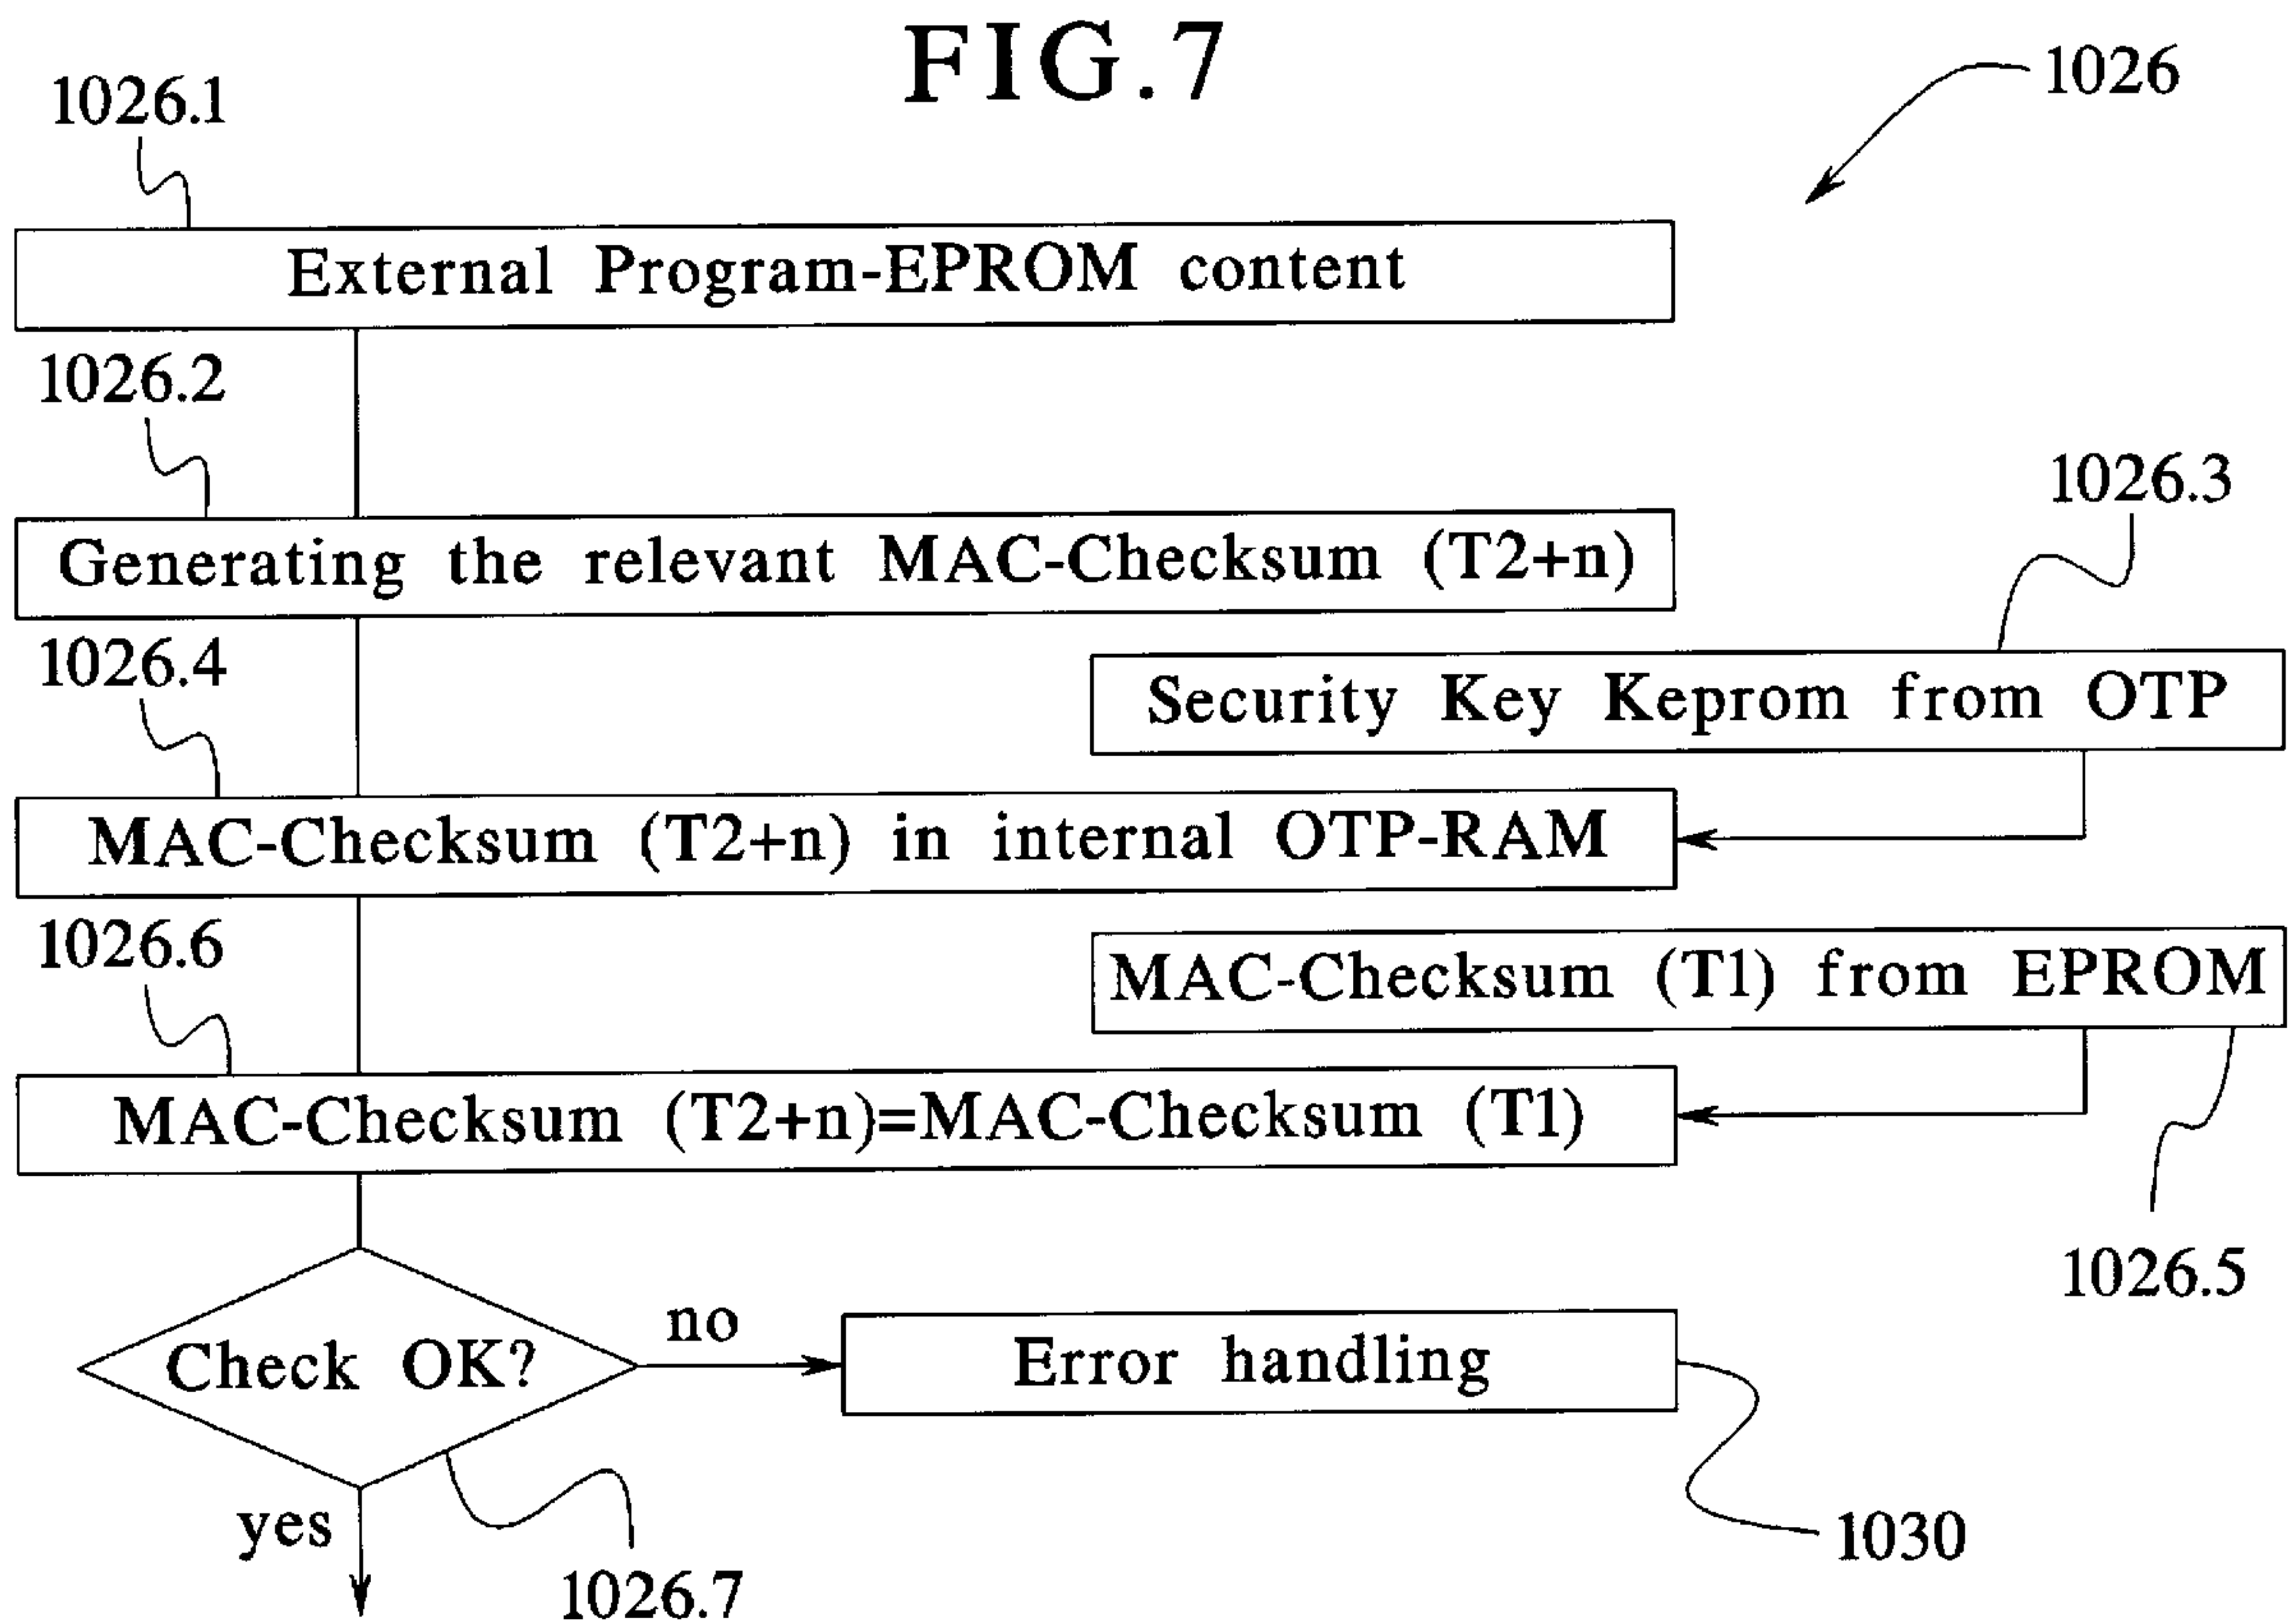 FIG.7
1026
1026.1
External Program-EPROM content
1026.2
Generating the relevant MAC-Checksum (T2+n)
1026.3
Security Key Keprom from OTP
1026.4
MAC-Checksum (T2+n) in internal OTP-RAM
1026.6
MAC-Checksum (T1) from EPROM
1026.5
MAC-Checksum (T2+n)=MAC-Checksum (T1)
Check OK?
no
Error handling
yes
1026.7
1030